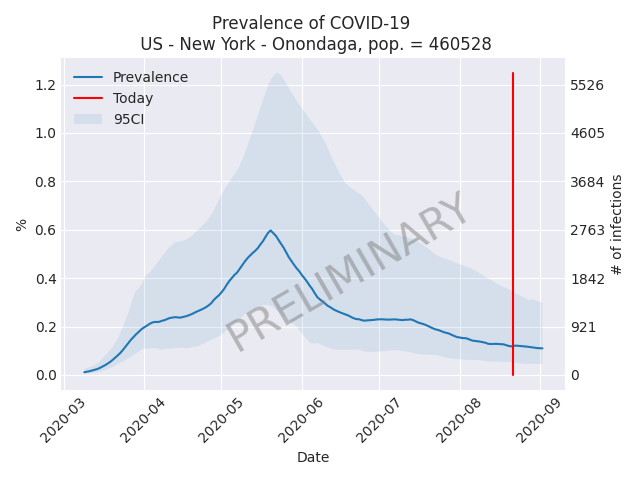 Prevalence of COVID-19
US - New York - Onondaga, pop. = 460528
Prevalence
Today
95CI
1.2
1.0
0.8
0.6
0.4
0.2
0.0
%
5526
4605
3684
2763
1842
921
0
# of infections
PRELIMINARY
2020-03
2020-04
2020-05
2020-06
2020-07
2020-08
2020-09
Date